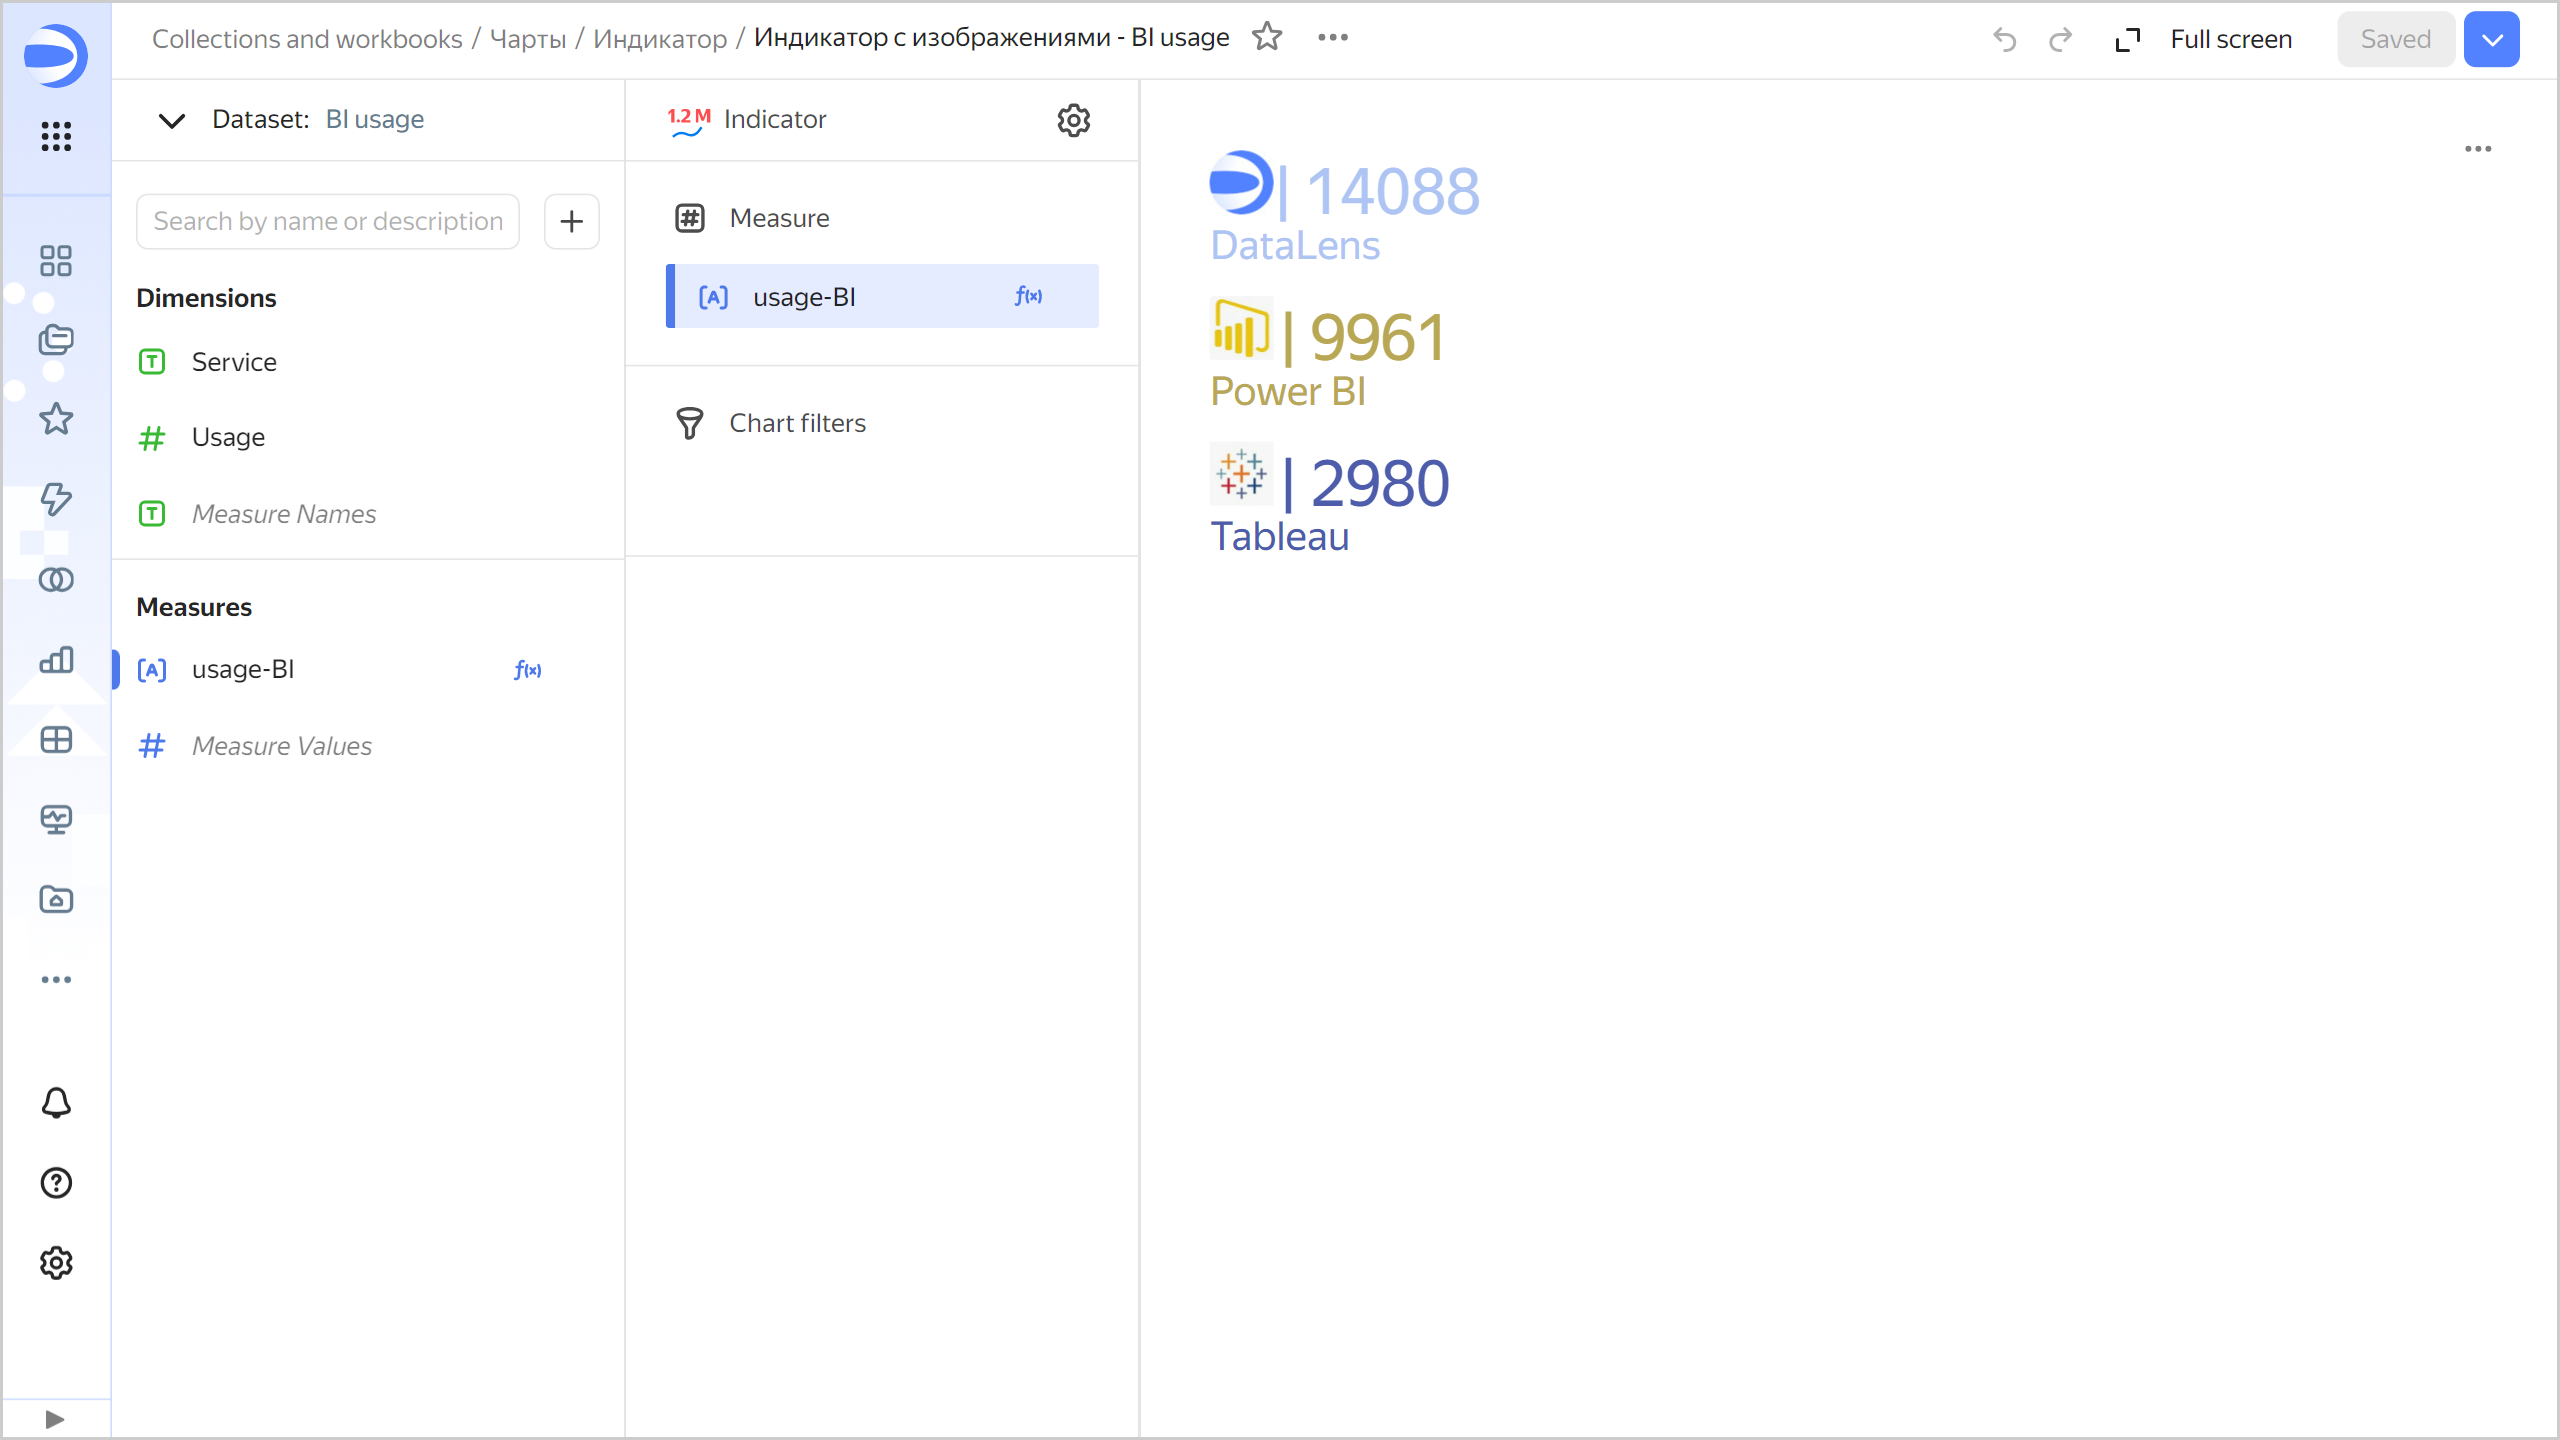 Collections and workbooks / Чарты / Индикатор / Индикатор с изображениями - BI usage
Full screen
Saved
Dataset: BI usage
1.2 M Indicator
Search by name or description
Measure
usage-BI
Dimensions
Service
Usage
Measure Names
Chart filters
Measures
usage-BI
Measure Values
| 14088
DataLens
| 9961
Power BI
| 2980
Tableau